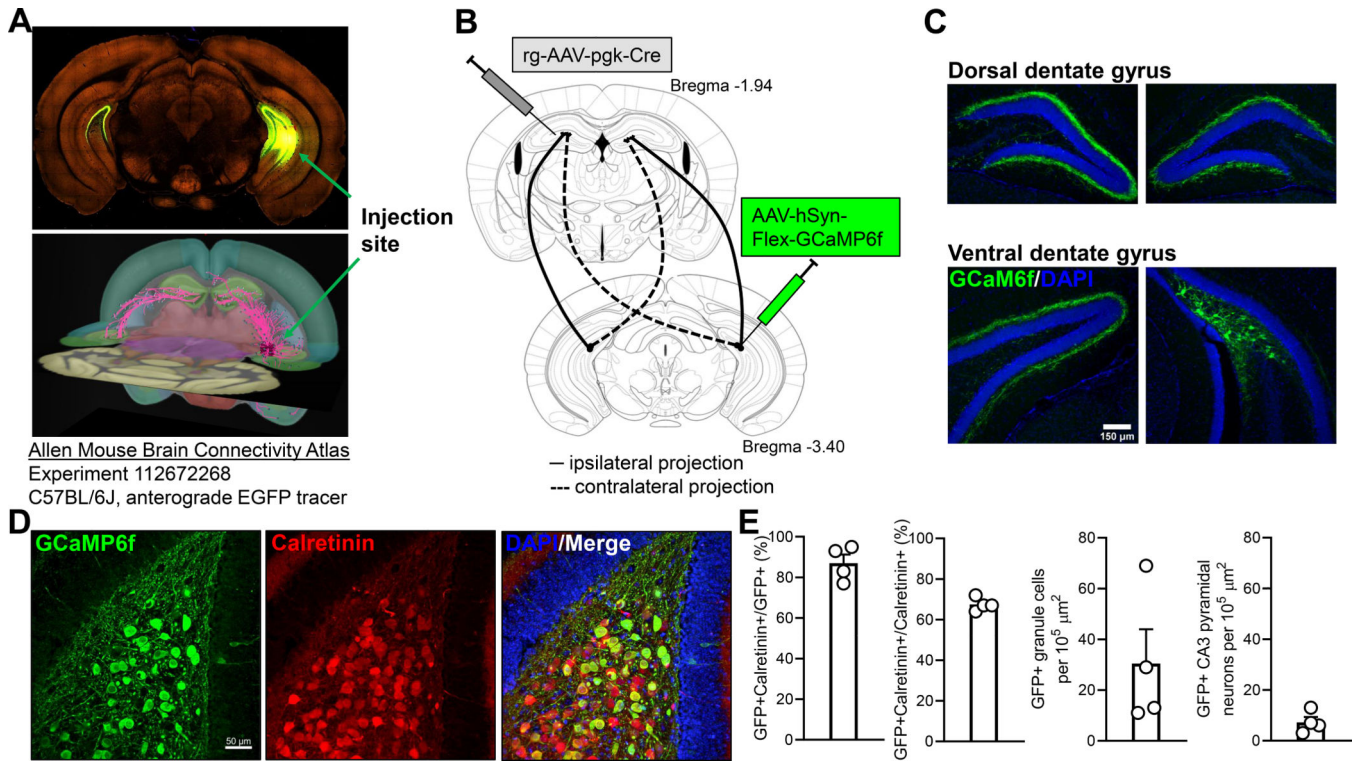 A
Injection
site
Allen Mouse Brain Connectivity Atlas
Experiment 112672268
C57BL/6J, anterograde EGFP tracer
B
rg-AAV-pgk-Cre
Bregma -1.94
AAV-hSyn-
Flex-GCaMP6f
Bregma -3.40
ipsilateral projection
contralateral projection
C
Dorsal dentate gyrus
Ventral dentate gyrus
GCaM6f/DAPI
150 µm
D
GCaMP6f
50 µm
Calretinin
DAPI/Merge
E
GFP+Calretinin+/GFP+ (%)
100
80
60
40
20
0
GFP+Calretinin+/Calretinin+ (%)
100
80
60
40
20
0
GFP+ granule cells
per 10⁵ µm²
80
60
40
20
0
GFP+ CA3 pyramidal
neurons per 10⁵ µm²
80
60
40
20
0